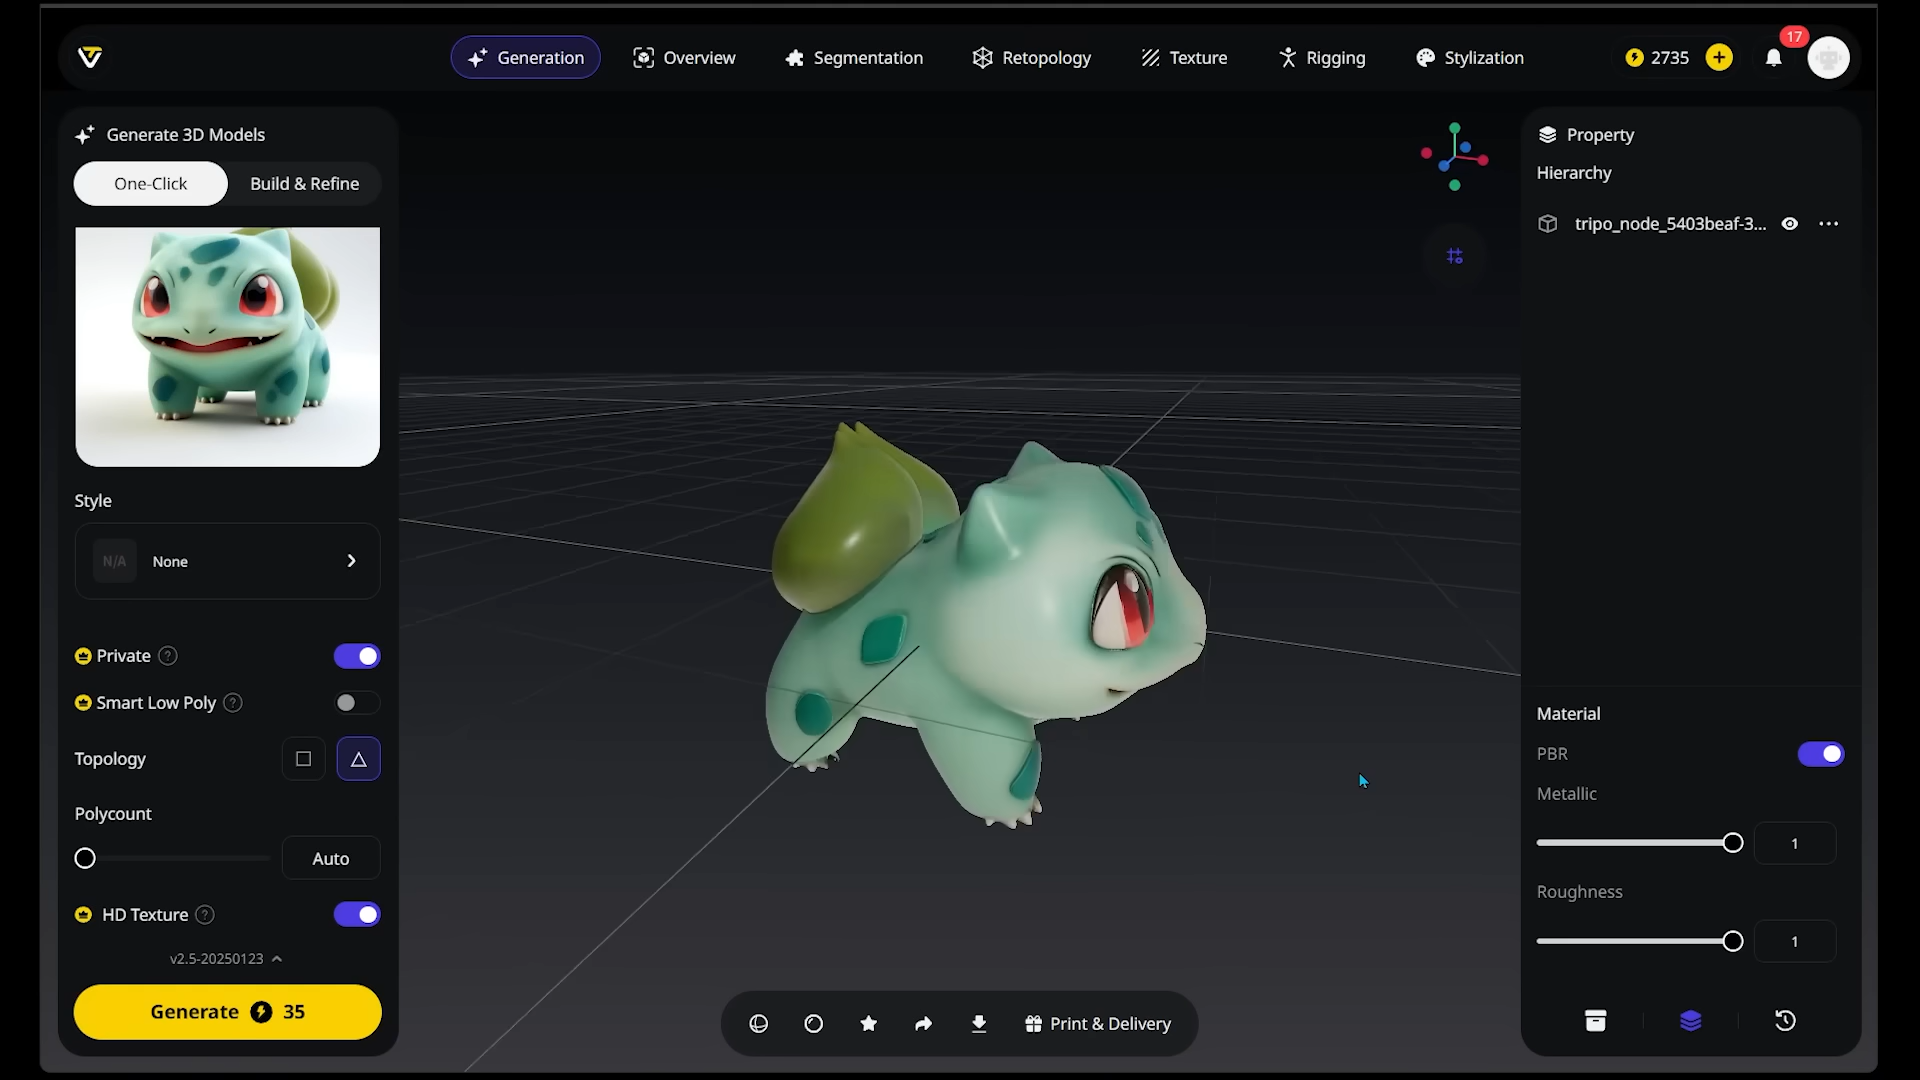 Generation
Overview
Segmentation
Retopology
Texture
Rigging
Stylization
2735
17
Generate 3D Models
One-Click
Build & Refine
Style
N/A
None
Private
Smart Low Poly
Topology
Polycount
Auto
HD Texture
v2.5-20250123
Generate 35
Print & Delivery
Property
Hierarchy
tripo_node_5403beaf-3...
Material
PBR
Metallic
1
Roughness
1